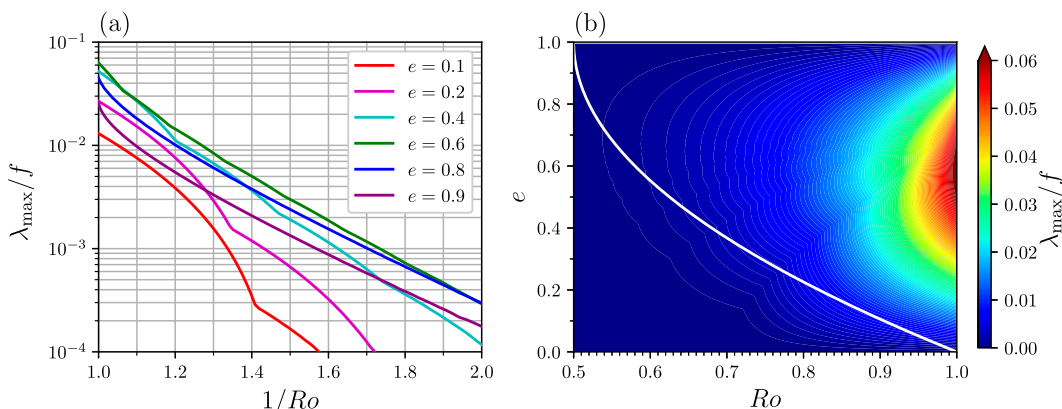 (a)
10⁻¹
10⁻²
10⁻³
10⁻⁴
λmax/f
1.0 1.2 1.4 1.6 1.8 2.0
1/Ro
e = 0.1
e = 0.2
e = 0.4
e = 0.6
e = 0.8
e = 0.9
(b)
1.0
0.8
0.6
0.4
0.2
0.0
e
0.5 0.6 0.7 0.8 0.9 1.0
Ro
0.06
0.05
0.04
0.03
0.02
0.01
0.00
λmax/f